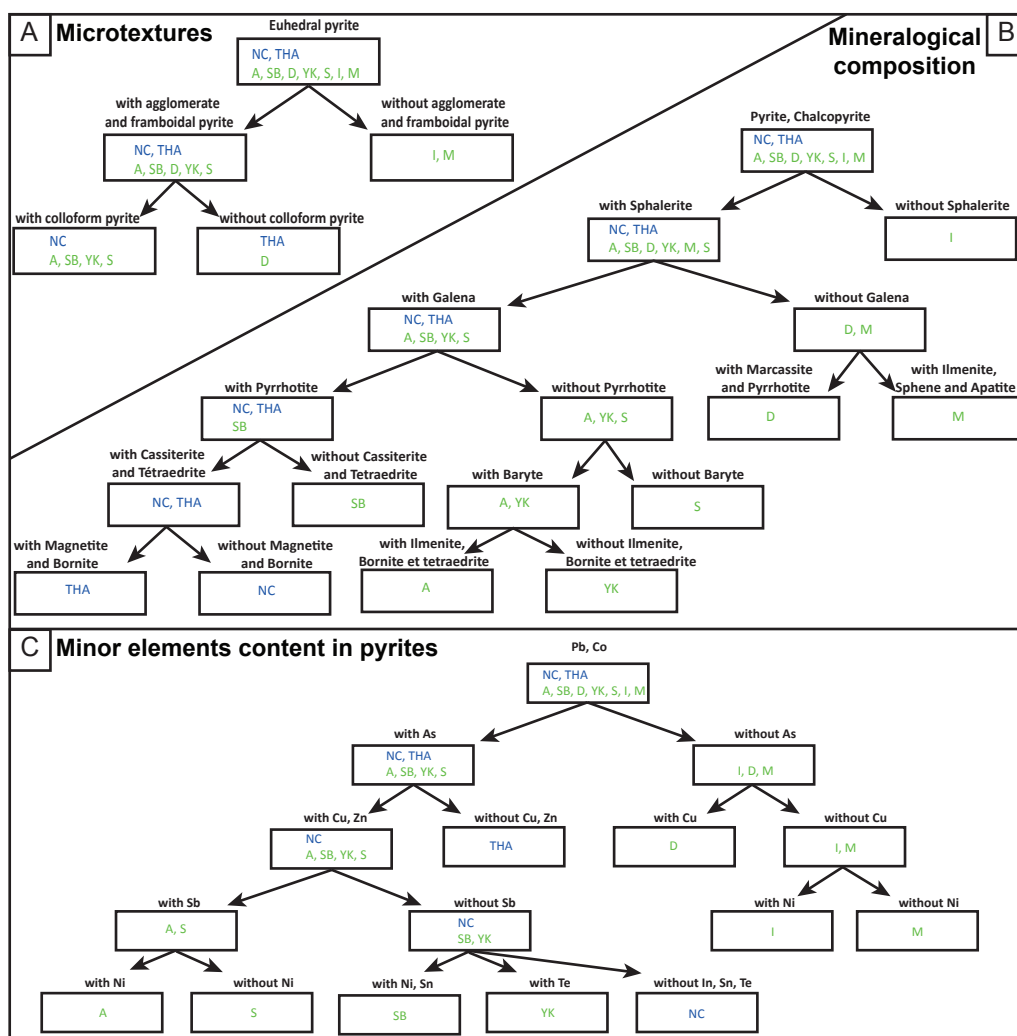 A
Microtextures
Euhedral pyrite
NC, THA
A, SB, D, YK, S, I, M
with agglomerate
and framboidal pyrite
NC, THA
A, SB, D, YK, S
without agglomerate
and framboidal pyrite
I, M
with colloform pyrite
NC
A, SB, YK, S
without colloform pyrite
THA
D
Mineralogical
composition
B
Pyrite, Chalcopyrite
NC, THA
A, SB, D, YK, S, I, M
with Sphalerite
NC, THA
A, SB, D, YK, M, S
without Sphalerite
I
with Galena
NC, THA
A, SB, YK, S
without Galena
D, M
with Marcassite
and Pyrrhotite
D
with Ilmenite,
Sphene and Apatite
M
with Pyrrhotite
NC, THA
SB
without Pyrrhotite
A, YK, S
with Cassiterite
and Tétraedrite
NC, THA
without Cassiterite
and Tetraedrite
SB
with Baryte
A, YK
without Baryte
S
with Magnetite
and Bornite
THA
without Magnetite
and Bornite
NC
with Ilmenite,
Bornite et tetraedrite
A
without Ilmenite,
Bornite et tetraedrite
YK
C
Minor elements content in pyrites
Pb, Co
NC, THA
A, SB, D, YK, S, I, M
with As
NC, THA
A, SB, YK, S
without As
I, D, M
with Cu, Zn
NC
A, SB, YK, S
without Cu, Zn
THA
with Cu
D
without Cu
I, M
with Sb
A, S
without Sb
NC
SB, YK
with Ni
I
without Ni
M
with Ni
A
without Ni
S
with Ni, Sn
SB
with Te
YK
without In, Sn, Te
NC